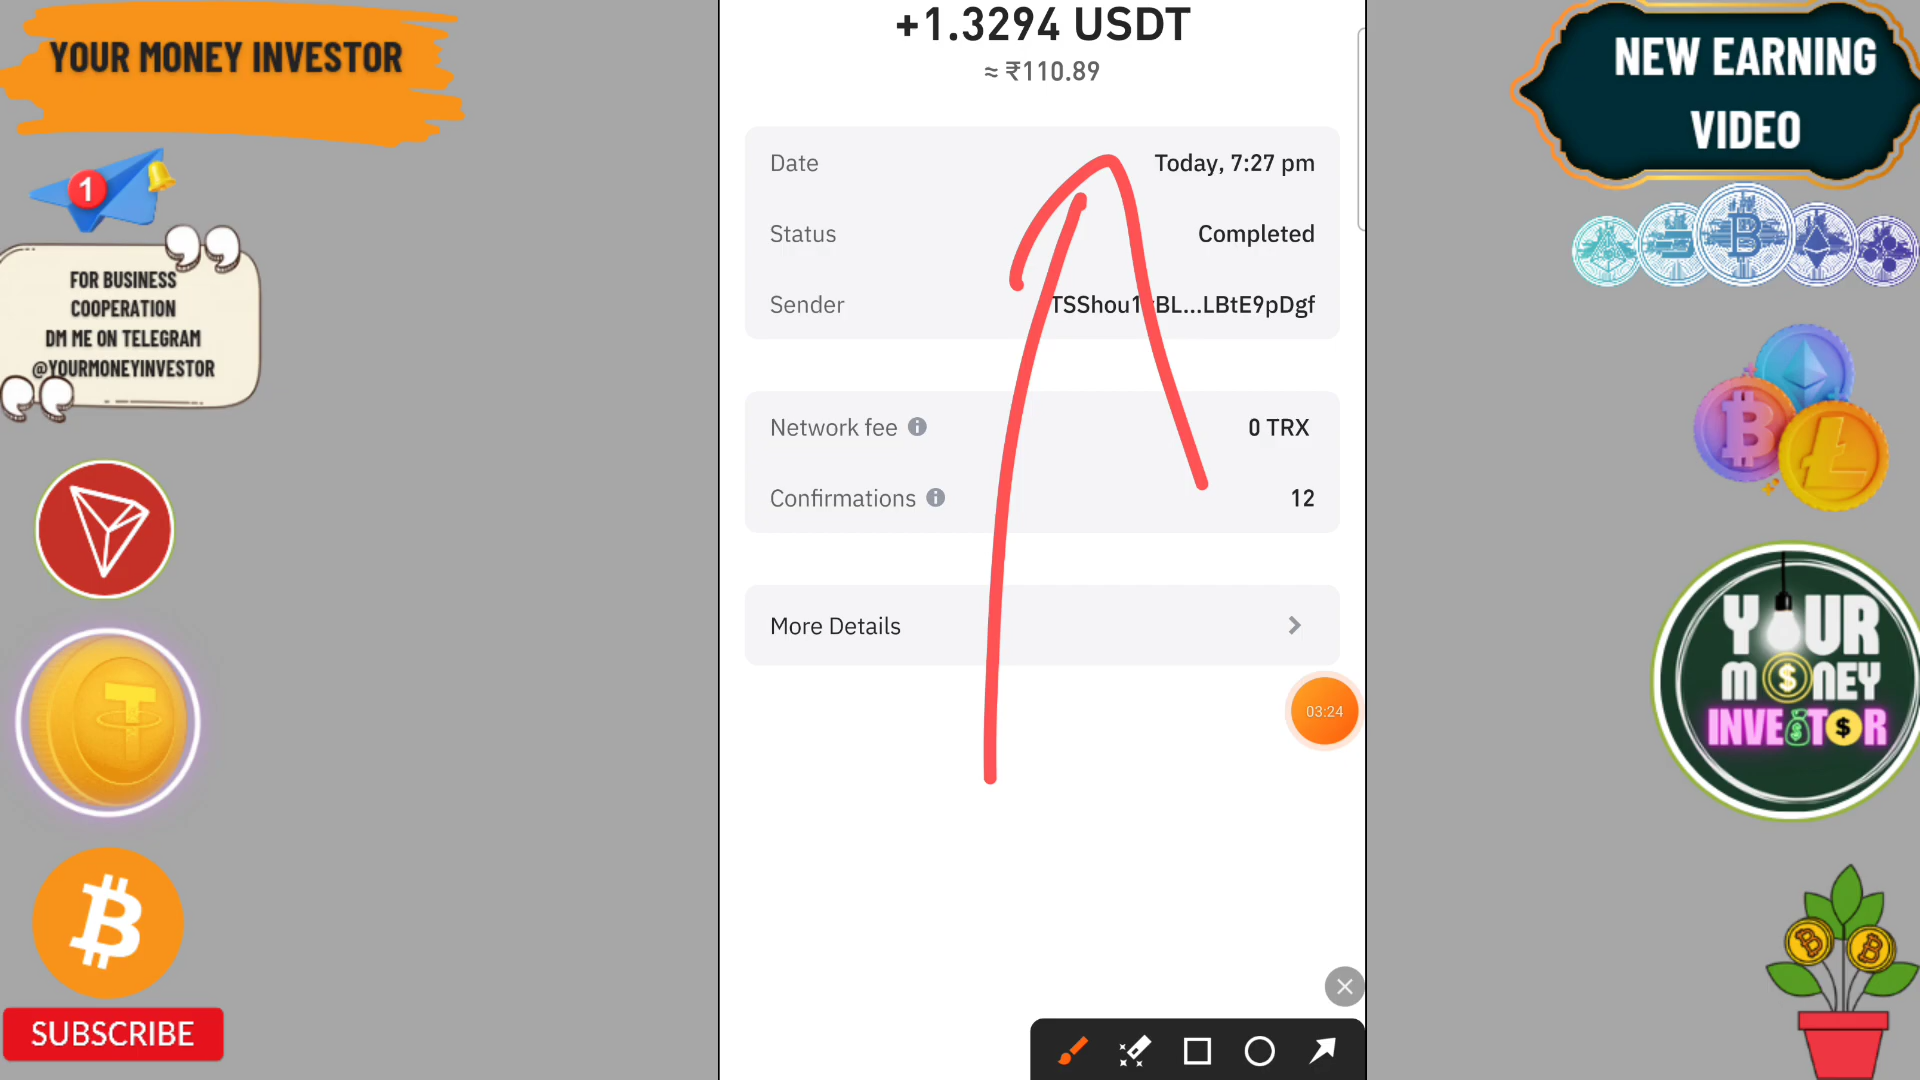 YOUR MONEY INVESTOR
1
FOR BUSINESS
COOPERATION
DM ME ON TELEGRAM
@YOURMONEYINVESTOR
SUBSCRIBE
+1.3294 USDT
≈ ₹110.89
Date Today, 7:27 pm
Status Completed
Sender
Network fee 0 TRX
Confirmations 12
More Details
03:24
NEW EARNING
VIDEO
YOUR
MONEY
INVESTOR